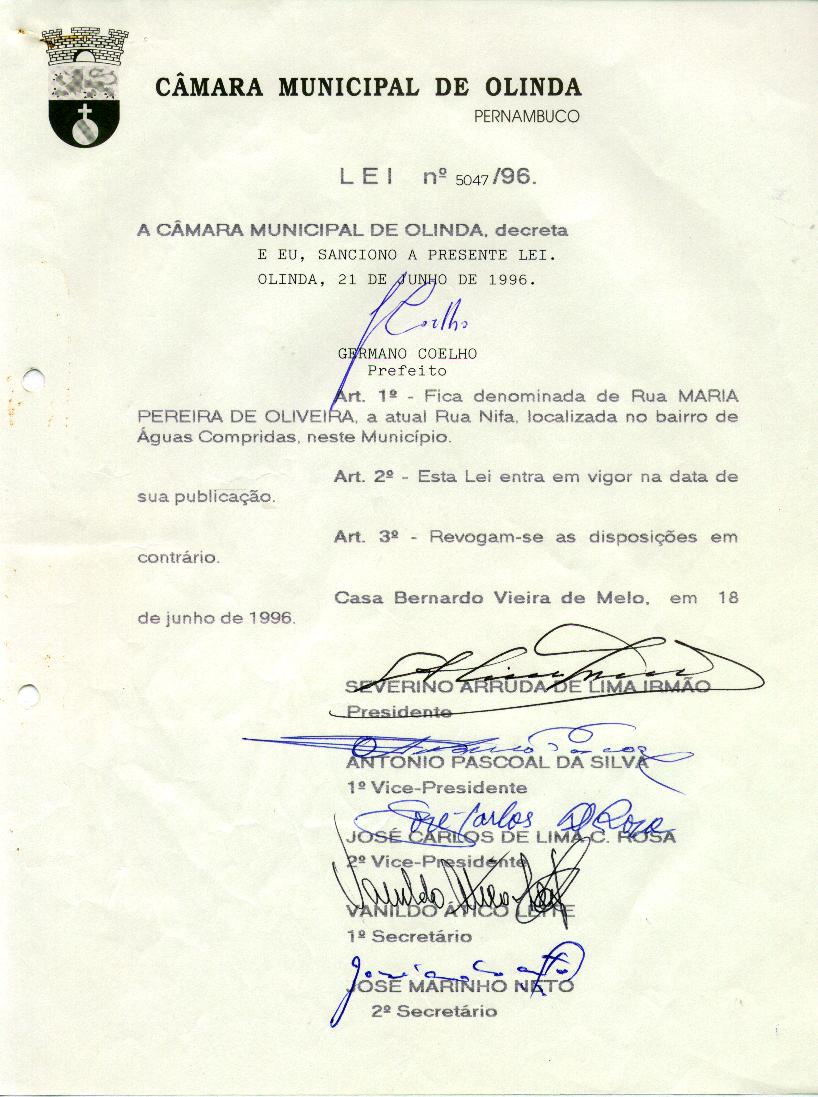 CÂMARA MUNICIPAL DE OLINDA
PERNAMBUCO
LEI nº 5047/96.
A CÂMARA MUNICIPAL DE OLINDA, decreta
E EU, SANCIONO A PRESENTE LEI.
OLINDA, 21 DE JUNHO DE 1996.
Coelho
GERMANO COELHO
Prefeito
Art. 1º - Fica denominada de Rua MARIA
PEREIRA DE OLIVEIRA, a atual Rua Nifa, localizada no bairro de
Águas Compridas, neste Município.
Art. 2º - Esta Lei entra em vigor na data de
sua publicação.
Art. 3º - Revogam-se as disposições em
contrário.
Casa Bernardo Vieira de Melo, em 18
de junho de 1996.
SEVERINO ARRUDA DE LIMA IRMÃO
Presidente
ANTONIO PASCOAL DA SILVA
1º Vice-Presidente
José Carlos
JOSÉ CARLOS DE LIMA C. ROSA
2º Vice-Presidente
Vanildo
VANILDO ÁTICO LEITE
1º Secretário
JOSÉ MARINHO NETO
2º Secretário